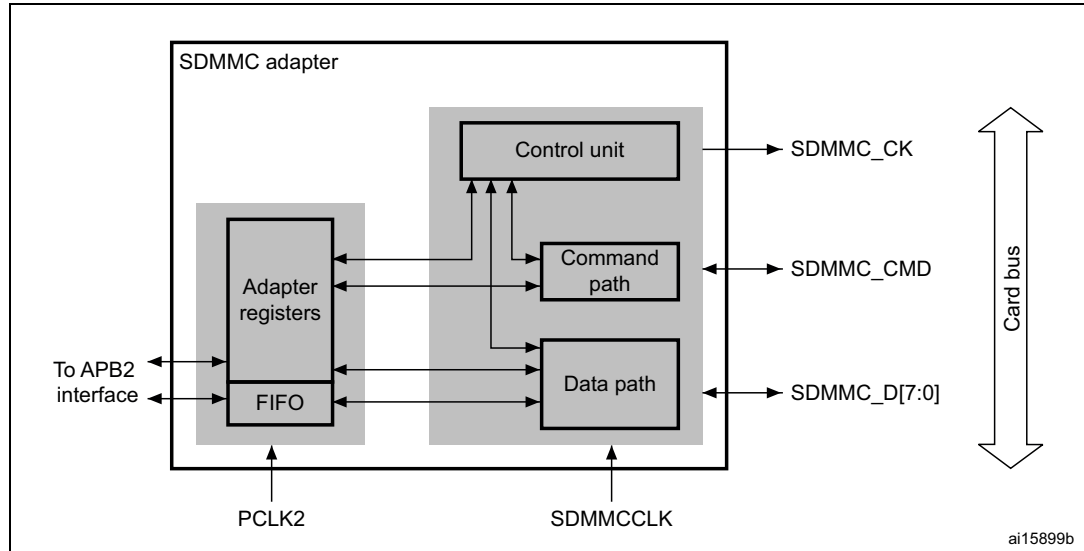 SDMMC adapter
Control unit
SDMMC_CK
Command
path
SDMMC_CMD
Adapter
registers
Card bus
To APB2
interface
Data path
SDMMC_D[7:0]
FIFO
PCLK2
SDMMCCLK
ai15899b